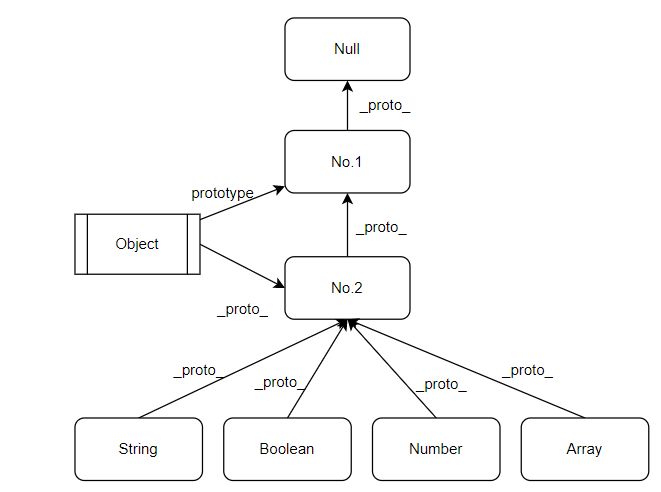 Null
_proto_
No.1
prototype
_proto_
Object
No.2
_proto_
_proto_
_proto_
_proto_
_proto_
String
Boolean
Number
Array